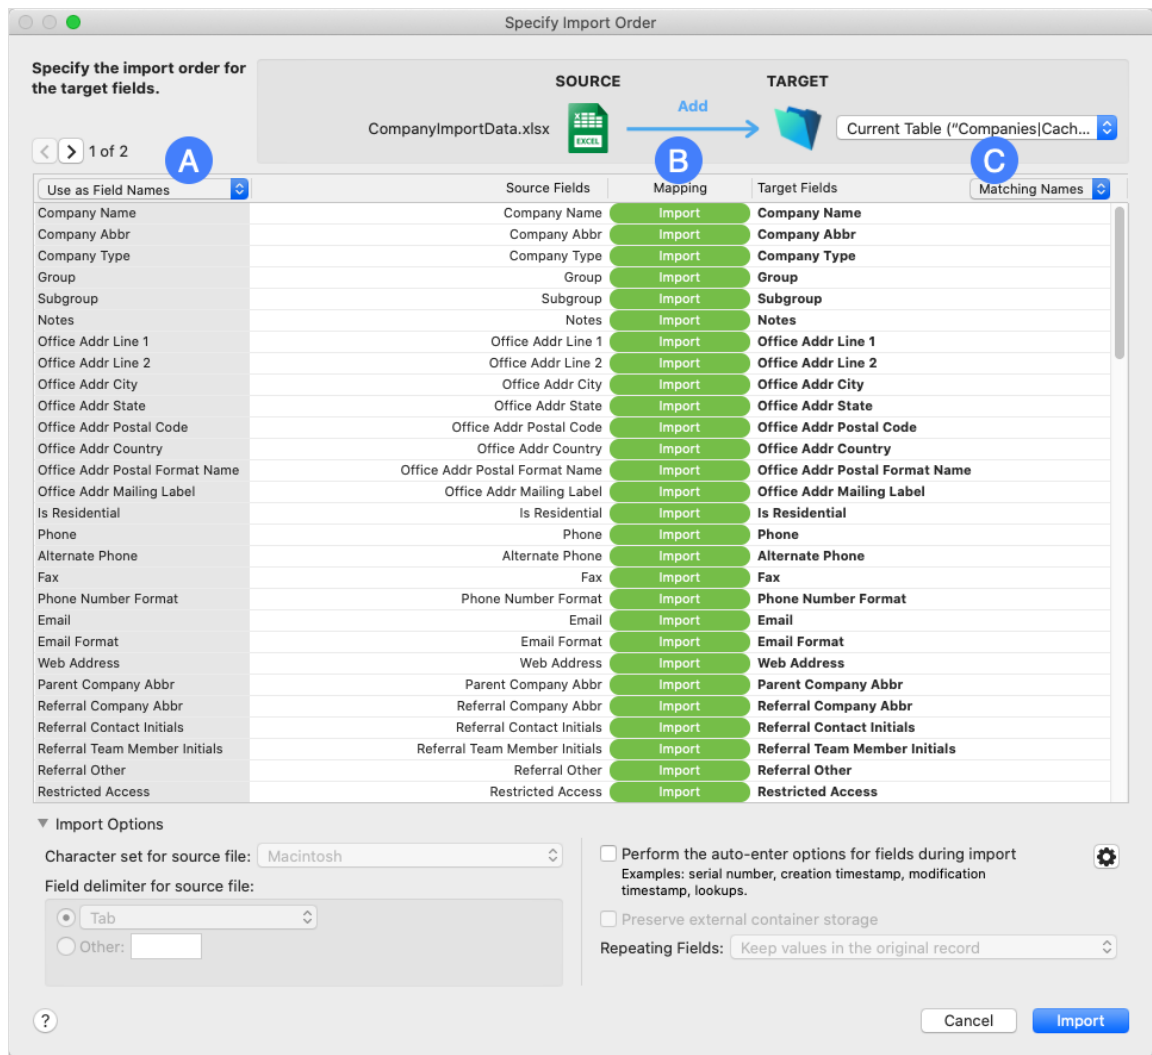 Specify Import Order
Specify the import order for
the target fields.
SOURCE
TARGET
Add
CompanyImportData.xlsx
EXCEL
Current Table (“Companies|Cach...
1 of 2
A
B
C
Use as Field Names Source Fields Mapping Target Fields Matching Names
Company Name Company Name Import Company Name
Company Abbr Company Abbr Import Company Abbr
Company Type Company Type Import Company Type
Group Group Import Group
Subgroup Subgroup Import Subgroup
Notes Notes Import Notes
Office Addr Line 1 Office Addr Line 1 Import Office Addr Line 1
Office Addr Line 2 Office Addr Line 2 Import Office Addr Line 2
Office Addr City Office Addr City Import Office Addr City
Office Addr State Office Addr State Import Office Addr State
Office Addr Postal Code Office Addr Postal Code Import Office Addr Postal Code
Office Addr Country Office Addr Country Import Office Addr Country
Office Addr Postal Format Name Office Addr Postal Format Name Import Office Addr Postal Format Name
Office Addr Mailing Label Office Addr Mailing Label Import Office Addr Mailing Label
Is Residential Is Residential Import Is Residential
Phone Phone Import Phone
Alternate Phone Alternate Phone Import Alternate Phone
Fax Fax Import Fax
Phone Number Format Phone Number Format Import Phone Number Format
Email Email Import Email
Email Format Email Format Import Email Format
Web Address Web Address Import Web Address
Parent Company Abbr Parent Company Abbr Import Parent Company Abbr
Referral Company Abbr Referral Company Abbr Import Referral Company Abbr
Referral Contact Initials Referral Contact Initials Import Referral Contact Initials
Referral Team Member Initials Referral Team Member Initials Import Referral Team Member Initials
Referral Other Referral Other Import Referral Other
Restricted Access Restricted Access Import Restricted Access
Import Options
Character set for source file: Macintosh
Field delimiter for source file:
Tab
Other:
Perform the auto-enter options for fields during import
Examples: serial number, creation timestamp, modification
timestamp, lookups.
Preserve external container storage
Repeating Fields: Keep values in the original record
?
Cancel
Import